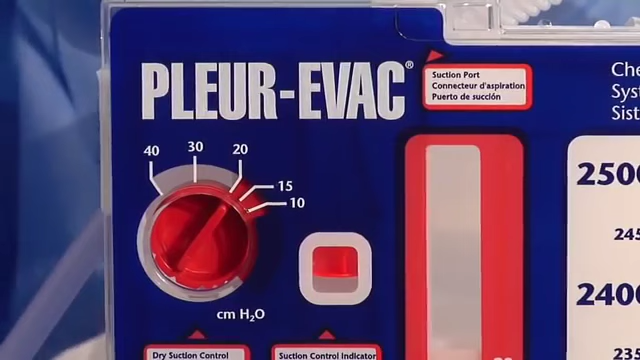 PLEUR-EVAC®
Suction Port
Connecteur d'aspiration
Puerto de succión
40
30
20
15
10
cm H₂O
Dry Suction Control
Suction Control Indicator
Che
Syst
Sist
2500
245
2400
235